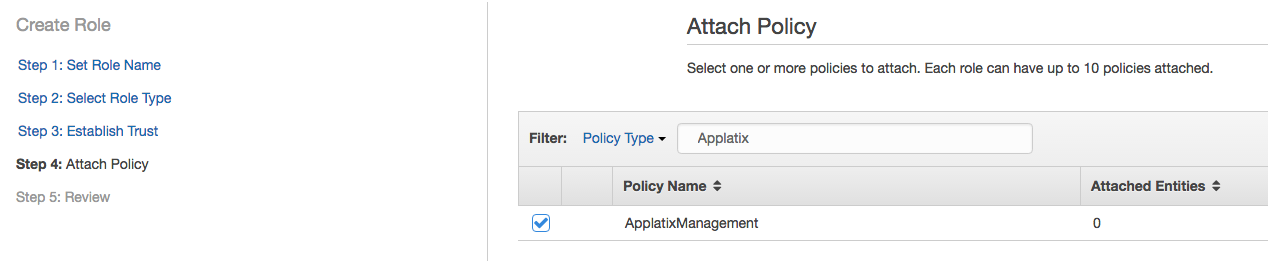 Create Role
Step 1: Set Role Name
Step 2: Select Role Type
Step 3: Establish Trust
Step 4: Attach Policy
Step 5: Review
Attach Policy
Select one or more policies to attach. Each role can have up to 10 policies attached.
Filter: Policy Type Applatix
Policy Name Attached Entities
ApplatixManagement 0